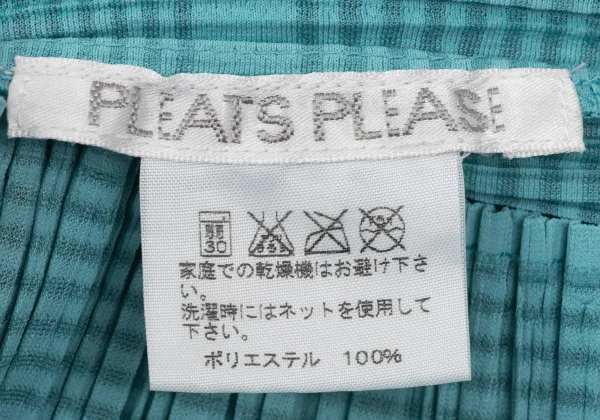 PLEATS PLEASE
30
家庭での乾燥機はお避け下さ
い。
洗濯時にはネットを使用して
下さい。
ポリエステル 100%